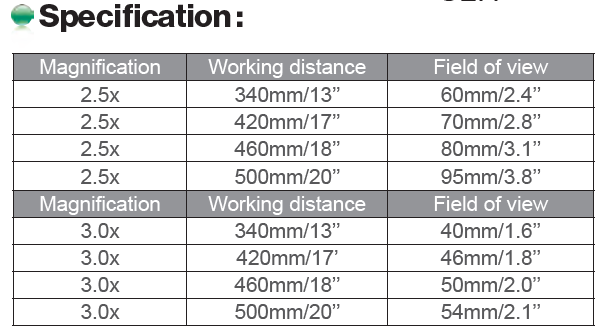 Specification:
Magnification Working distance Field of view
2.5x 340mm/13’’ 60mm/2.4’’
2.5x 420mm/17’’ 70mm/2.8’’
2.5x 460mm/18’’ 80mm/3.1’’
2.5x 500mm/20’’ 95mm/3.8’’
Magnification Working distance Field of view
3.0x 340mm/13’’ 40mm/1.6’’
3.0x 420mm/17’ 46mm/1.8’’
3.0x 460mm/18’’ 50mm/2.0’’
3.0x 500mm/20’’ 54mm/2.1’’